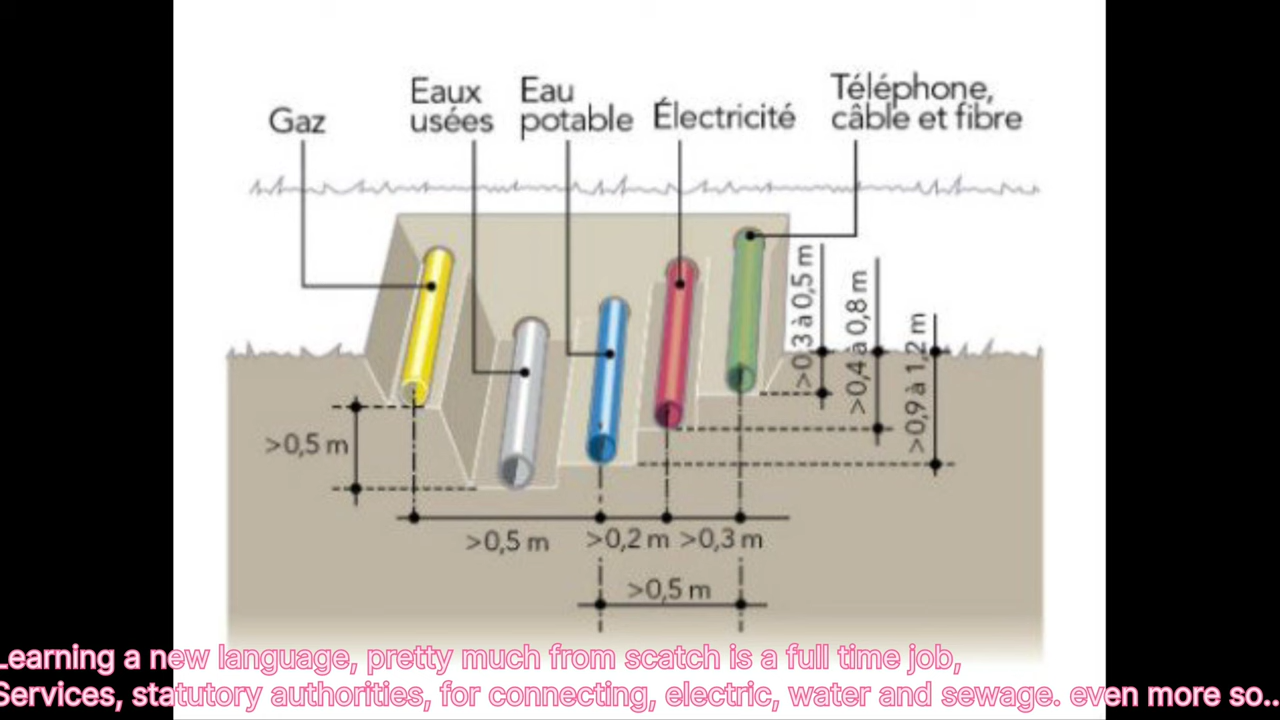 Gaz
Eaux
usées
Eau
potable
Électricité
Téléphone,
câble et fibre
>0,3 à 0,5 m
>0,4 à 0,8 m
>0,9 à 1,2 m
>0,5 m
>0,5 m
>0,2 m
>0,3 m
>0,5 m
Learning a new language, pretty much from scatch is a full time job,
Services, statutory authorities, for connecting, electric, water and sewage. even more so..